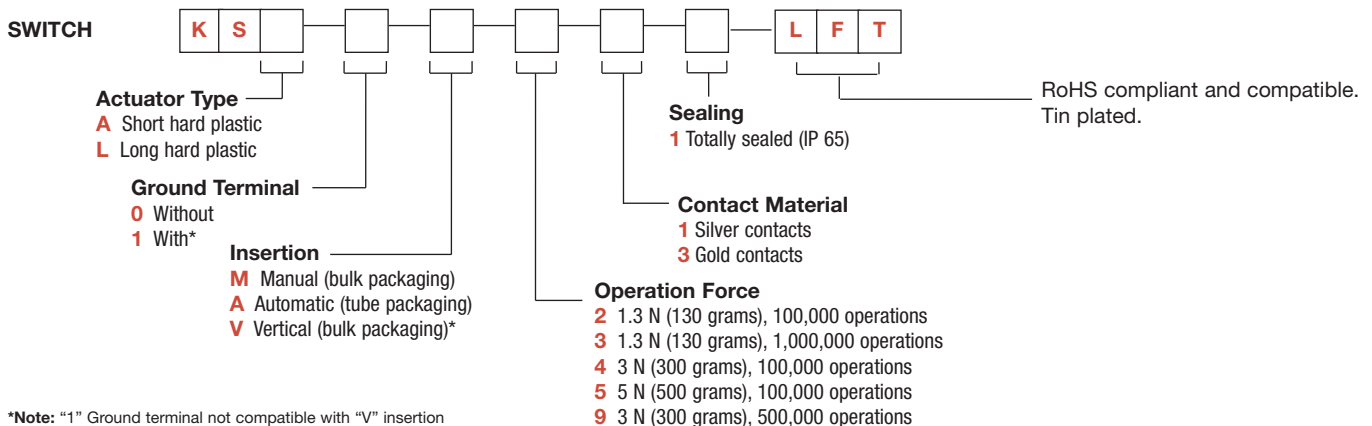 SWITCH K S L F T
Actuator Type
A Short hard plastic
L Long hard plastic
Ground Terminal
0 Without
1 With*
Insertion
M Manual (bulk packaging)
A Automatic (tube packaging)
V Vertical (bulk packaging)*
Operation Force
2 1.3 N (130 grams), 100,000 operations
3 1.3 N (130 grams), 1,000,000 operations
4 3 N (300 grams), 100,000 operations
5 5 N (500 grams), 100,000 operations
9 3 N (300 grams), 500,000 operations
Contact Material
1 Silver contacts
3 Gold contacts
Sealing
1 Totally sealed (IP 65)
RoHS compliant and compatible.
Tin plated.
*Note: “1” Ground terminal not compatible with “V” insertion